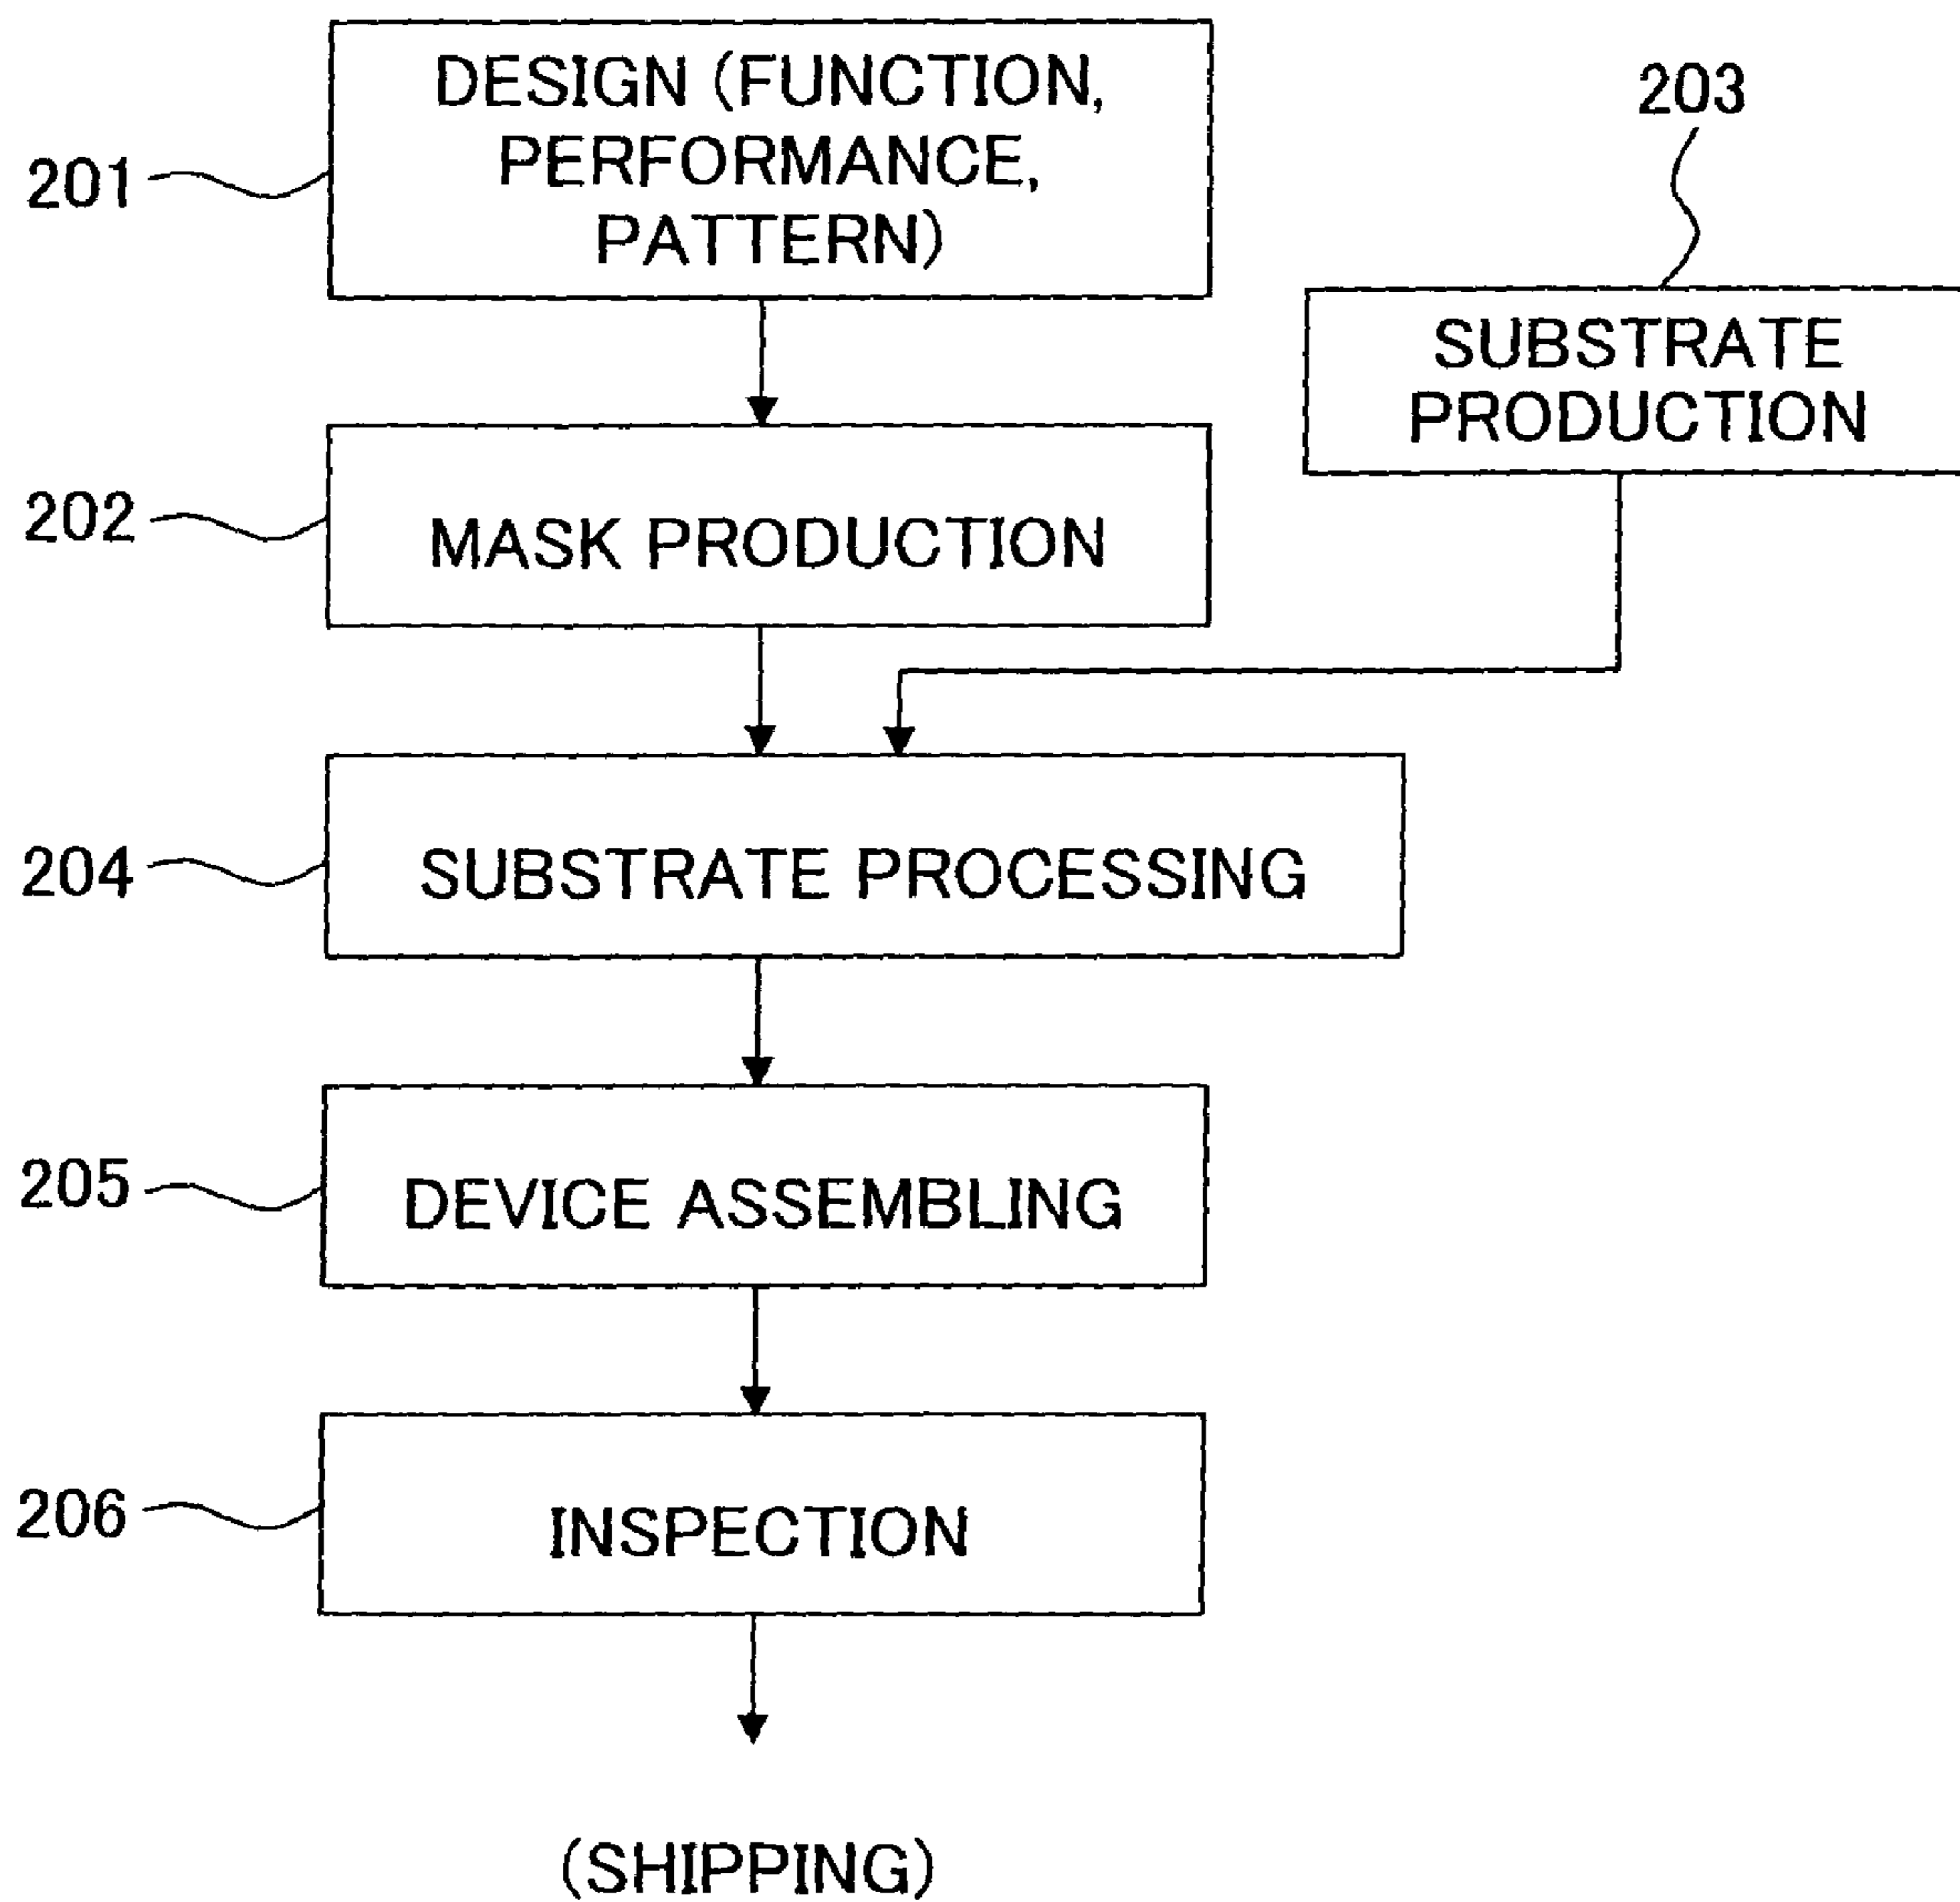 201
DESIGN (FUNCTION,
PERFORMANCE,
PATTERN)
203
SUBSTRATE
PRODUCTION
202
MASK PRODUCTION
204
SUBSTRATE PROCESSING
205
DEVICE ASSEMBLING
206
INSPECTION
(SHIPPING)